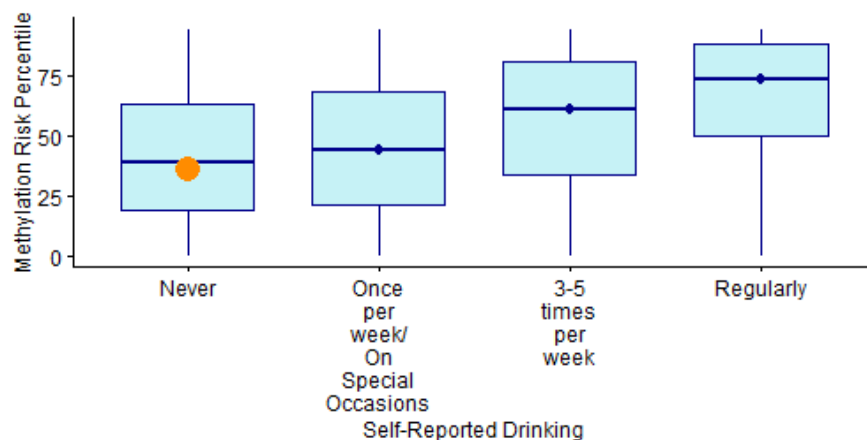 Methylation Risk Percentile
75
50
25
0
Never
Once
per
week/
On
Special
Occasions
3-5
times
per
week
Regularly
Self-Reported Drinking